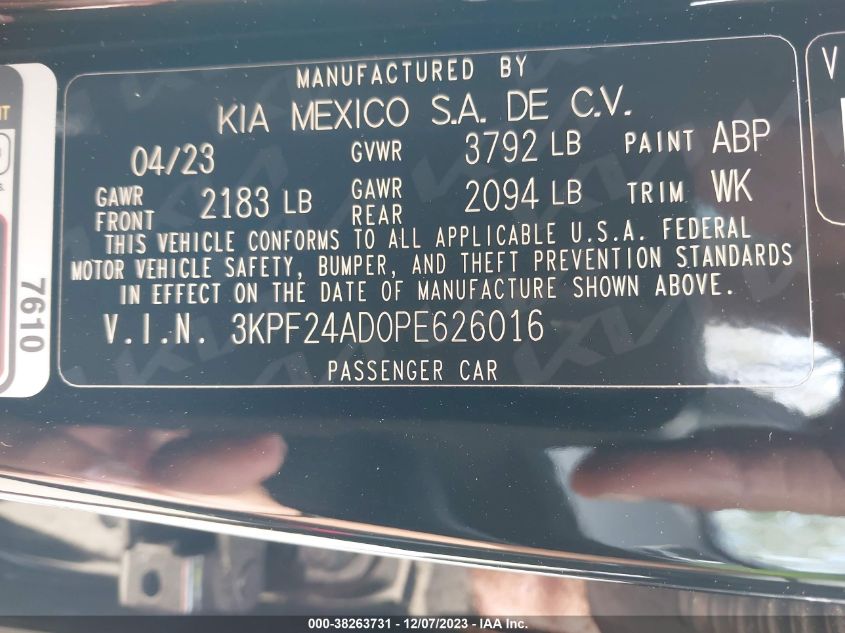 MANUFACTURED BY
KIA MEXICO S.A. DE C.V.
04/23 GVWR 3792 LB PAINT ABP
GAWR FRONT 2183 LB GAWR REAR 2094 LB TRIM WK
THIS VEHICLE CONFORMS TO ALL APPLICABLE U.S.A. FEDERAL
MOTOR VEHICLE SAFETY, BUMPER, AND THEFT PREVENTION STANDARDS
IN EFFECT ON THE DATE OF MANUFACTURE SHOWN ABOVE.
V.I.N. 3KPF24AD0PE626016
PASSENGER CAR
7610
V
000-38263731 - 12/07/2023 - IAA Inc.